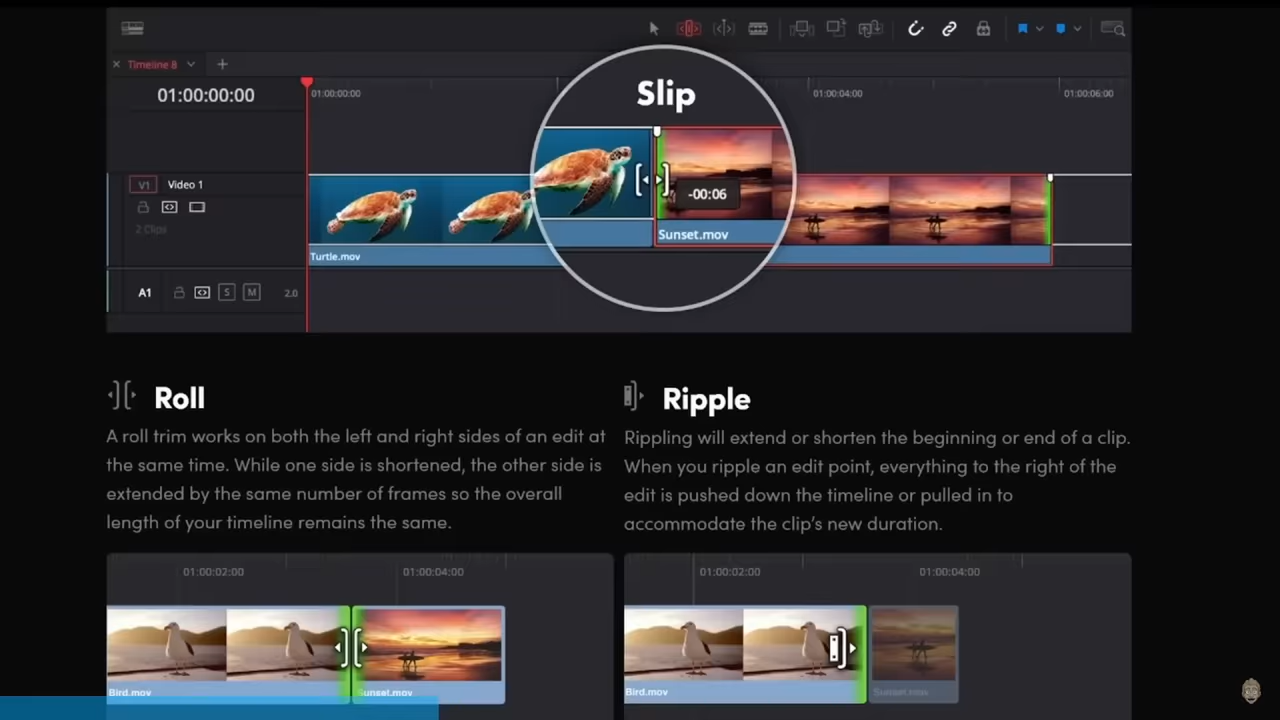 Timeline 8
01:00:00:00
01:00:00:00
01:00:04:00
01:00:06:00
Slip
V1 Video 1
-00:06
2 Clips
Sunset.mov
Turtle.mov
A1 S M 2.0
Roll
A roll trim works on both the left and right sides of an edit at
the same time. While one side is shortened, the other side is
extended by the same number of frames so the overall
length of your timeline remains the same.
Ripple
Rippling will extend or shorten the beginning or end of a clip.
When you ripple an edit point, everything to the right of the
edit is pushed down the timeline or pulled in to
accommodate the clip's new duration.
01:00:02:00
01:00:04:00
Bird.mov
Sunset.mov
01:00:02:00
01:00:04:00
Bird.mov
Sunset.mov